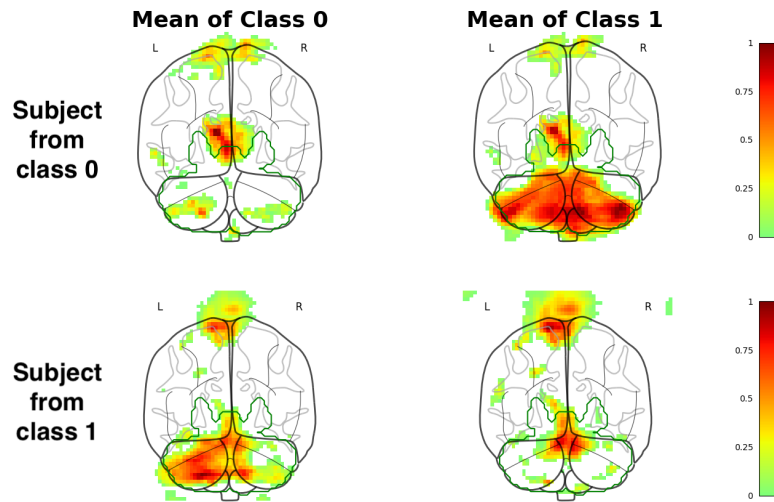 Mean of Class 0
Mean of Class 1
L
R
L
R
Subject
from
class 0
1
0.75
0.5
0.25
0
L
R
L
R
Subject
from
class 1
1
0.75
0.5
0.25
0